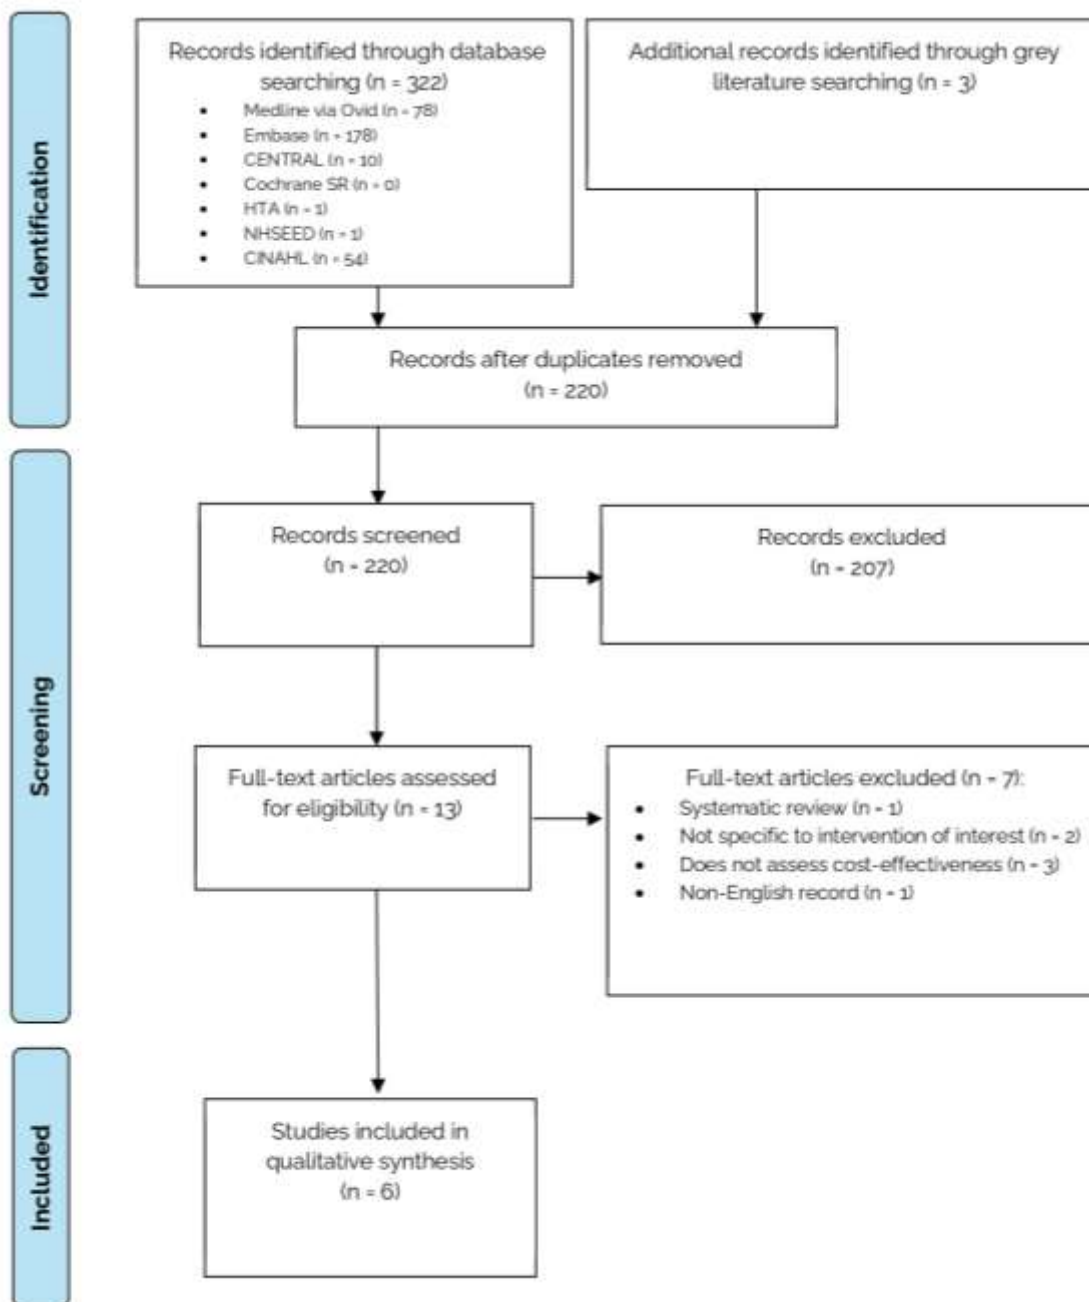 Identification
Records identified through database
searching (n = 322)
• Medline via Ovid (n = 78)
• Embase (n = 178)
• CENTRAL (n = 10)
• Cochrane SR (n = 0)
• HTA (n = 1)
• NHSEED (n = 1)
• CINAHL (n = 54)
Additional records identified through grey
literature searching (n = 3)
Records after duplicates removed
(n = 220)
Screening
Records screened
(n = 220)
Records excluded
(n = 207)
Full-text articles assessed
for eligibility (n = 13)
Full-text articles excluded (n = 7):
• Systematic review (n = 1)
• Not specific to intervention of interest (n = 2)
• Does not assess cost-effectiveness (n = 3)
• Non-English record (n = 1)
Included
Studies included in
qualitative synthesis
(n = 6)